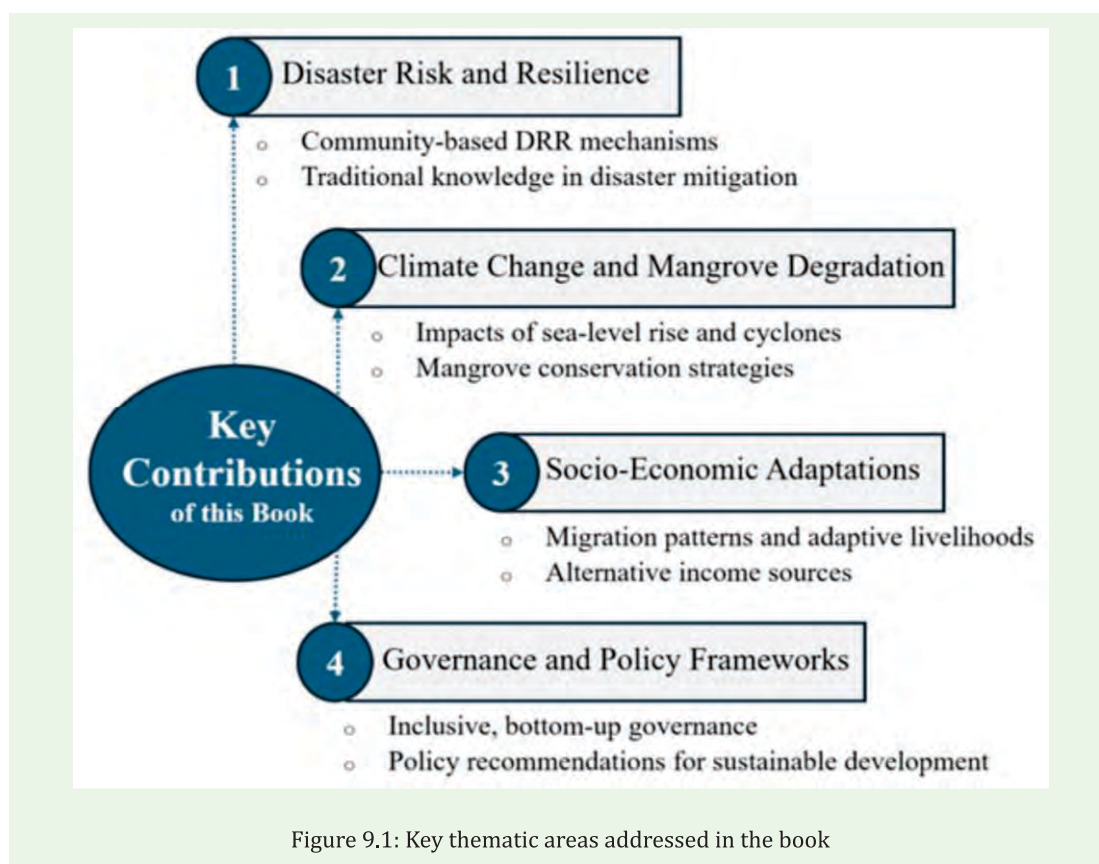 1 Disaster Risk and Resilience
o Community-based DRR mechanisms
o Traditional knowledge in disaster mitigation
2 Climate Change and Mangrove Degradation
o Impacts of sea-level rise and cyclones
o Mangrove conservation strategies
Key
Contributions
of this Book
3 Socio-Economic Adaptations
o Migration patterns and adaptive livelihoods
o Alternative income sources
4 Governance and Policy Frameworks
o Inclusive, bottom-up governance
o Policy recommendations for sustainable development
Figure 9.1: Key thematic areas addressed in the book